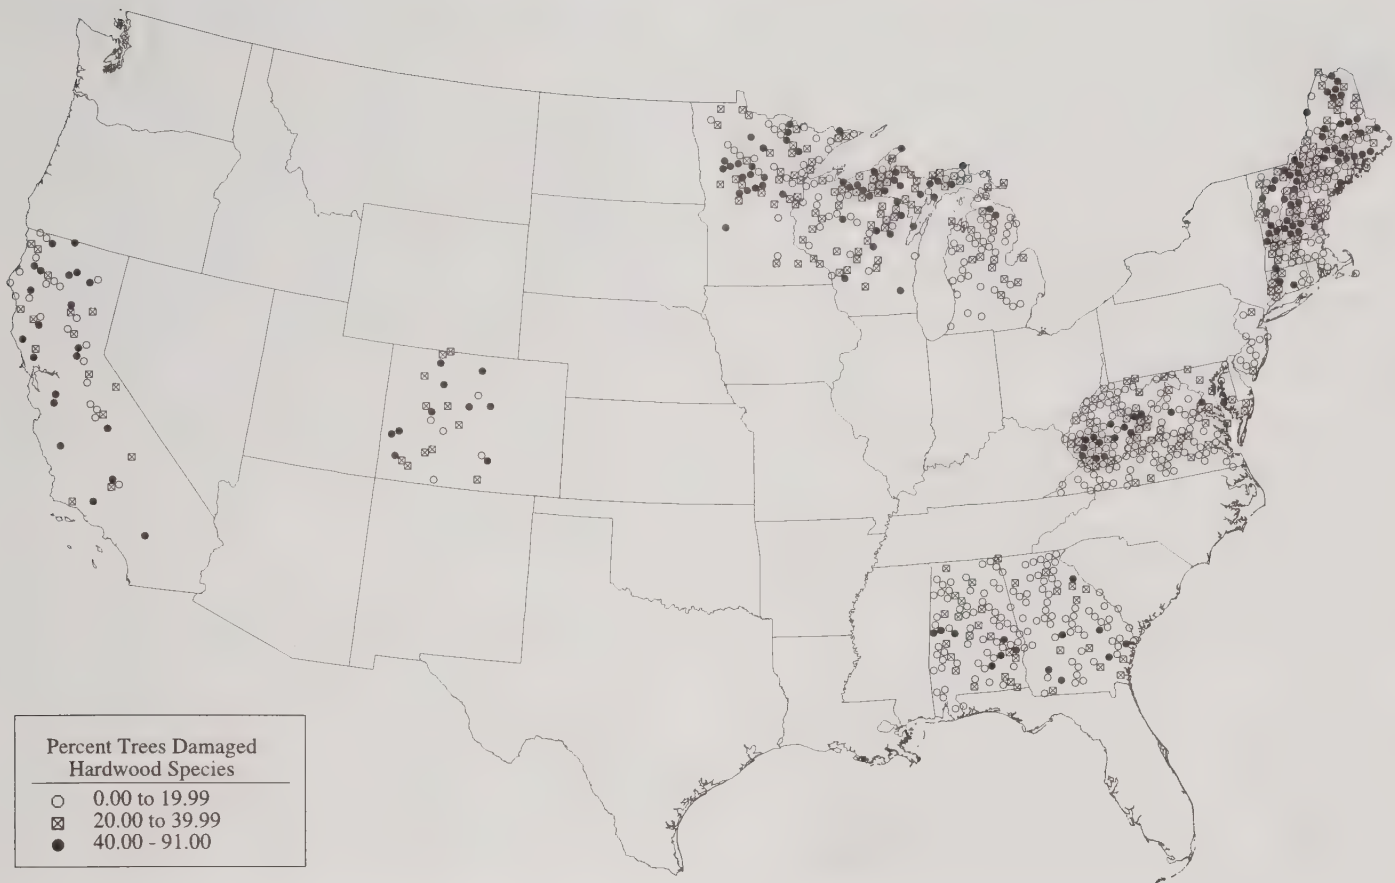 Percent Trees Damaged
Hardwood Species
0.00 to 19.99
20.00 to 39.99
40.00 - 91.00